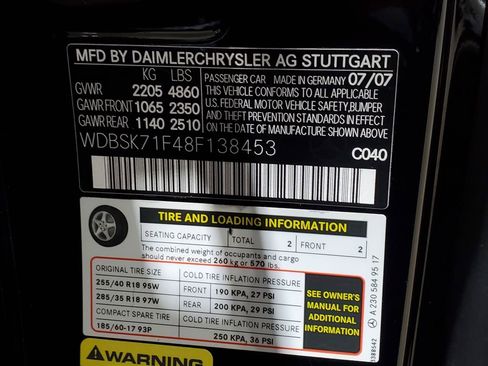 MFD BY DAIMLERCHRYSLER AG STUTTGART
KG LBS
GVWR 2205 4860
GAWR FRONT 1065 2350
GAWR REAR 1140 2510
PASSENGER CAR MADE IN GERMANY 07/07
THIS VEHICLE CONFORMS TO ALL APPLICABLE
U.S. FEDERAL MOTOR VEHICLE SAFETY, BUMPER
AND THEFT PREVENTION STANDARDS IN EFFECT
ON THE DATE OF MANUFACTURE SHOWN ABOVE
WDBSK71F48F138453
C040
TIRE AND LOADING INFORMATION
SEATING CAPACITY TOTAL 2 FRONT 2
The combined weight of occupants and cargo
should never exceed 260 kg or 570 lbs.
ORIGINAL TIRE SIZE COLD TIRE INFLATION PRESSURE
255/40 R18 95W FRONT 190 KPA, 27 PSI
285/35 R18 97W REAR 200 KPA, 29 PSI
COMPACT SPARE TIRE COLD TIRE INFLATION PRESSURE
185/60-17 93P 250 KPA, 36 PSI
SEE OWNER'S
MANUAL FOR
ADDITIONAL
INFORMATION
A 230 584 95 17
1388542
WARNING